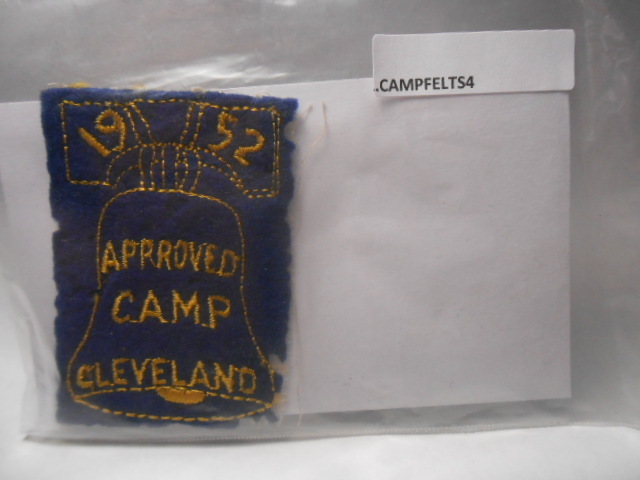 .CAMPFELTS4
1952
APPROVED
CAMP
CLEVELAND